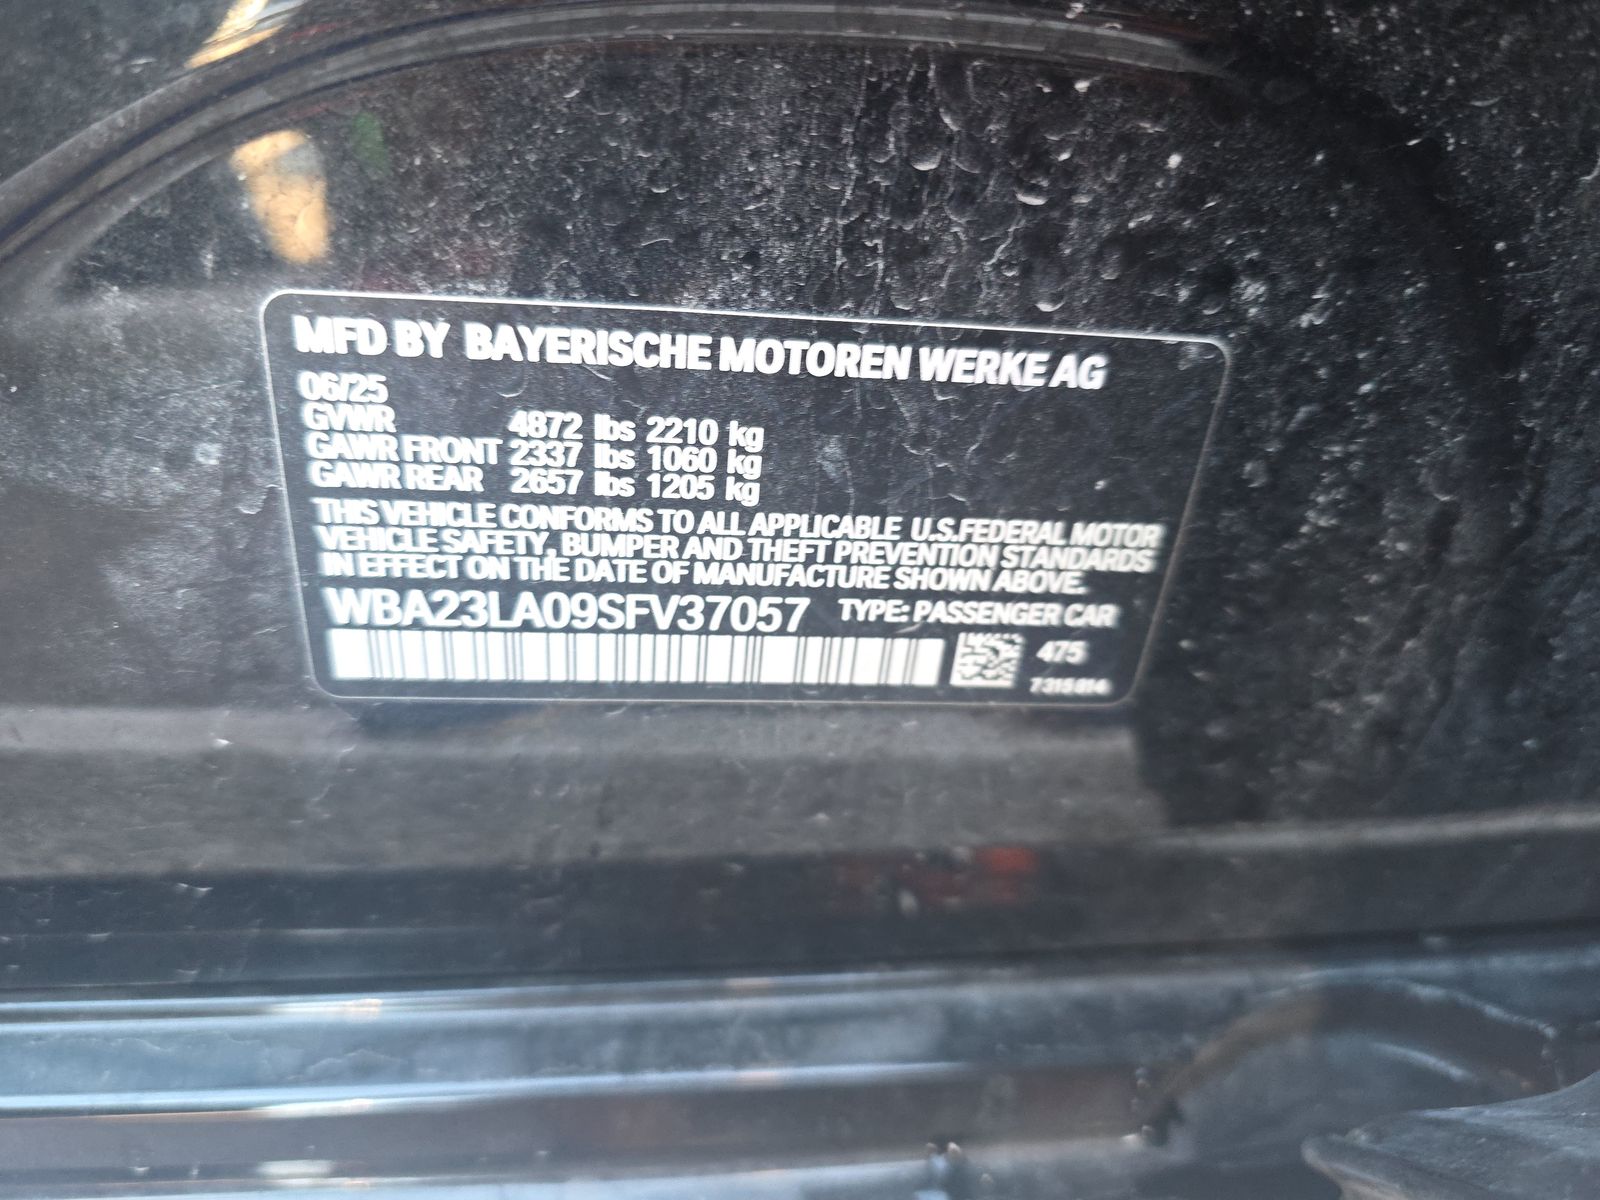 MFD BY BAYERISCHE MOTOREN WERKE AG
06/25
GVWR 4872 lbs 2210 kg
GAWR FRONT 2337 lbs 1060 kg
GAWR REAR 2657 lbs 1205 kg
THIS VEHICLE CONFORMS TO ALL APPLICABLE U.S.FEDERAL MOTOR
VEHICLE SAFETY, BUMPER AND THEFT PREVENTION STANDARDS
IN EFFECT ON THE DATE OF MANUFACTURE SHOWN ABOVE.
WBA23LA09SFV37057 TYPE: PASSENGER CAR
475